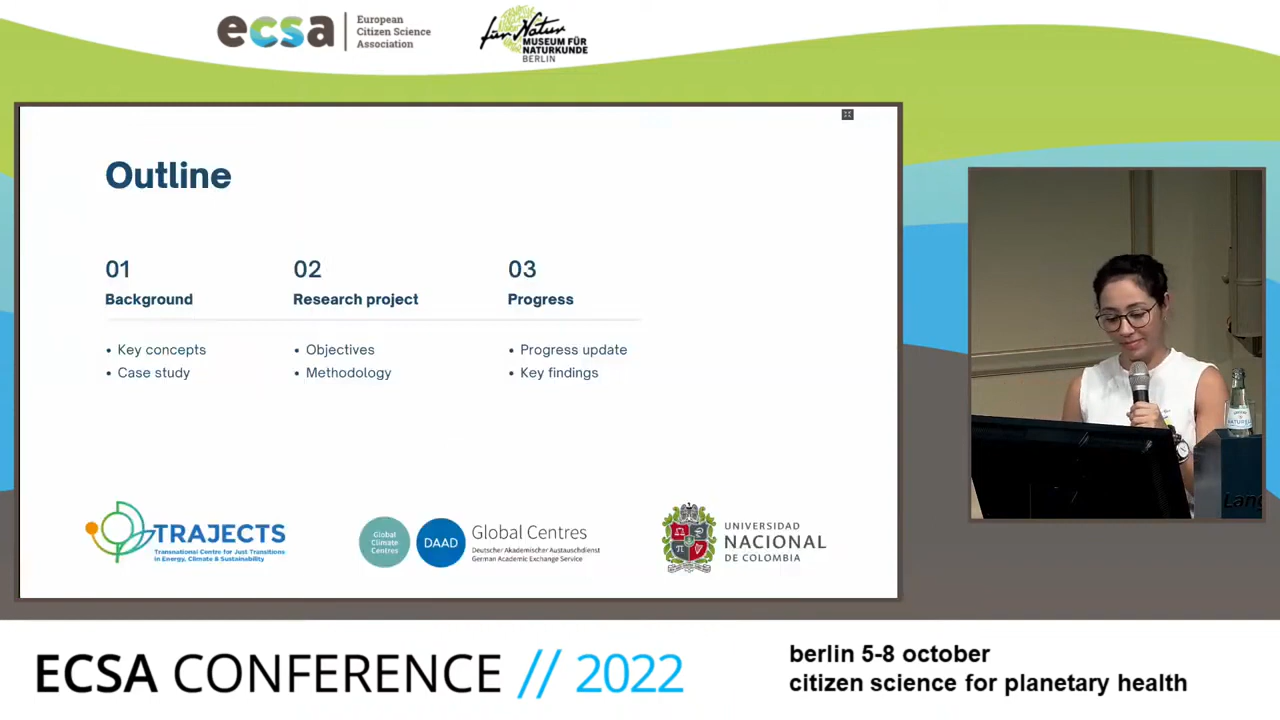 ecsa
European
Citizen Science
Association
für Natur
MUSEUM FÜR
NATURKUNDE
BERLIN
Outline
01
Background
• Key concepts
• Case study
02
Research project
• Objectives
• Methodology
03
Progress
• Progress update
• Key findings
TRAJECTS
Transnational Centre for Just Transitions
in Energy, Climate & Sustainability
Global
Climate
Centres
DAAD
Global Centres
Deutscher Akademischer Austauschdienst
German Academic Exchange Service
UNIVERSIDAD
NACIONAL
DE COLOMBIA
Lang
ECSA CONFERENCE // 2022
berlin 5-8 october
citizen science for planetary health